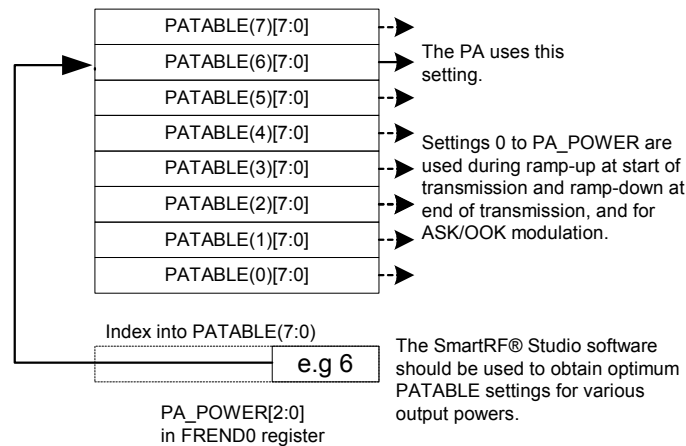 PATABLE(7)[7:0]
PATABLE(6)[7:0]
PATABLE(5)[7:0]
PATABLE(4)[7:0]
PATABLE(3)[7:0]
PATABLE(2)[7:0]
PATABLE(1)[7:0]
PATABLE(0)[7:0]
The PA uses this
setting.
Settings 0 to PA_POWER are
used during ramp-up at start of
transmission and ramp-down at
end of transmission, and for
ASK/OOK modulation.
Index into PATABLE(7:0)
e.g 6
PA_POWER[2:0]
in FREND0 register
The SmartRF® Studio software
should be used to obtain optimum
PATABLE settings for various
output powers.